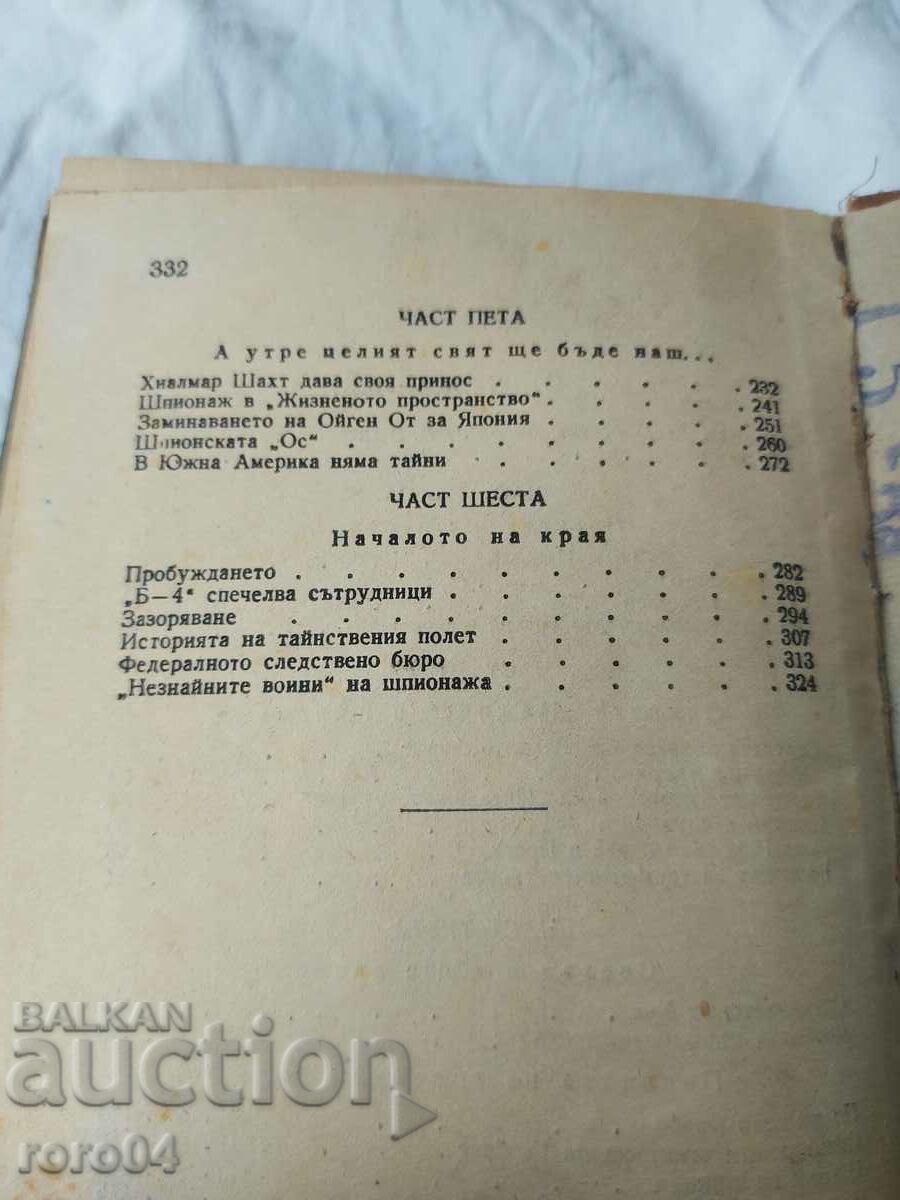 332
ЧАСТ ПЕТА
А утре целият свят ще бъде наш...
Хиалмар Шахт дава своя принос . . . . . . 232
Шпионаж в „Жизненото пространство“ . . . . . 241
Заминаването на Ойген От за Япония . . . . . 251
Шпионската „Ос“ . . . . . . . . . 260
В Южна Америка няма тайни . . . . . . 272
ЧАСТ ШЕСТА
Началото на края
Пробуждането . . . . . . . . . . 282
„Б—4“ спечелва сътрудници . . . . . . . 289
Зазоряване . . . . . . . . . . 294
Историята на тайнствения полет . . . . . . 307
Федералното следствено бюро . . . . . . 313
„Незнайните воини“ на шпионажа . . . . . . 324
BALKAN
auction
roro04